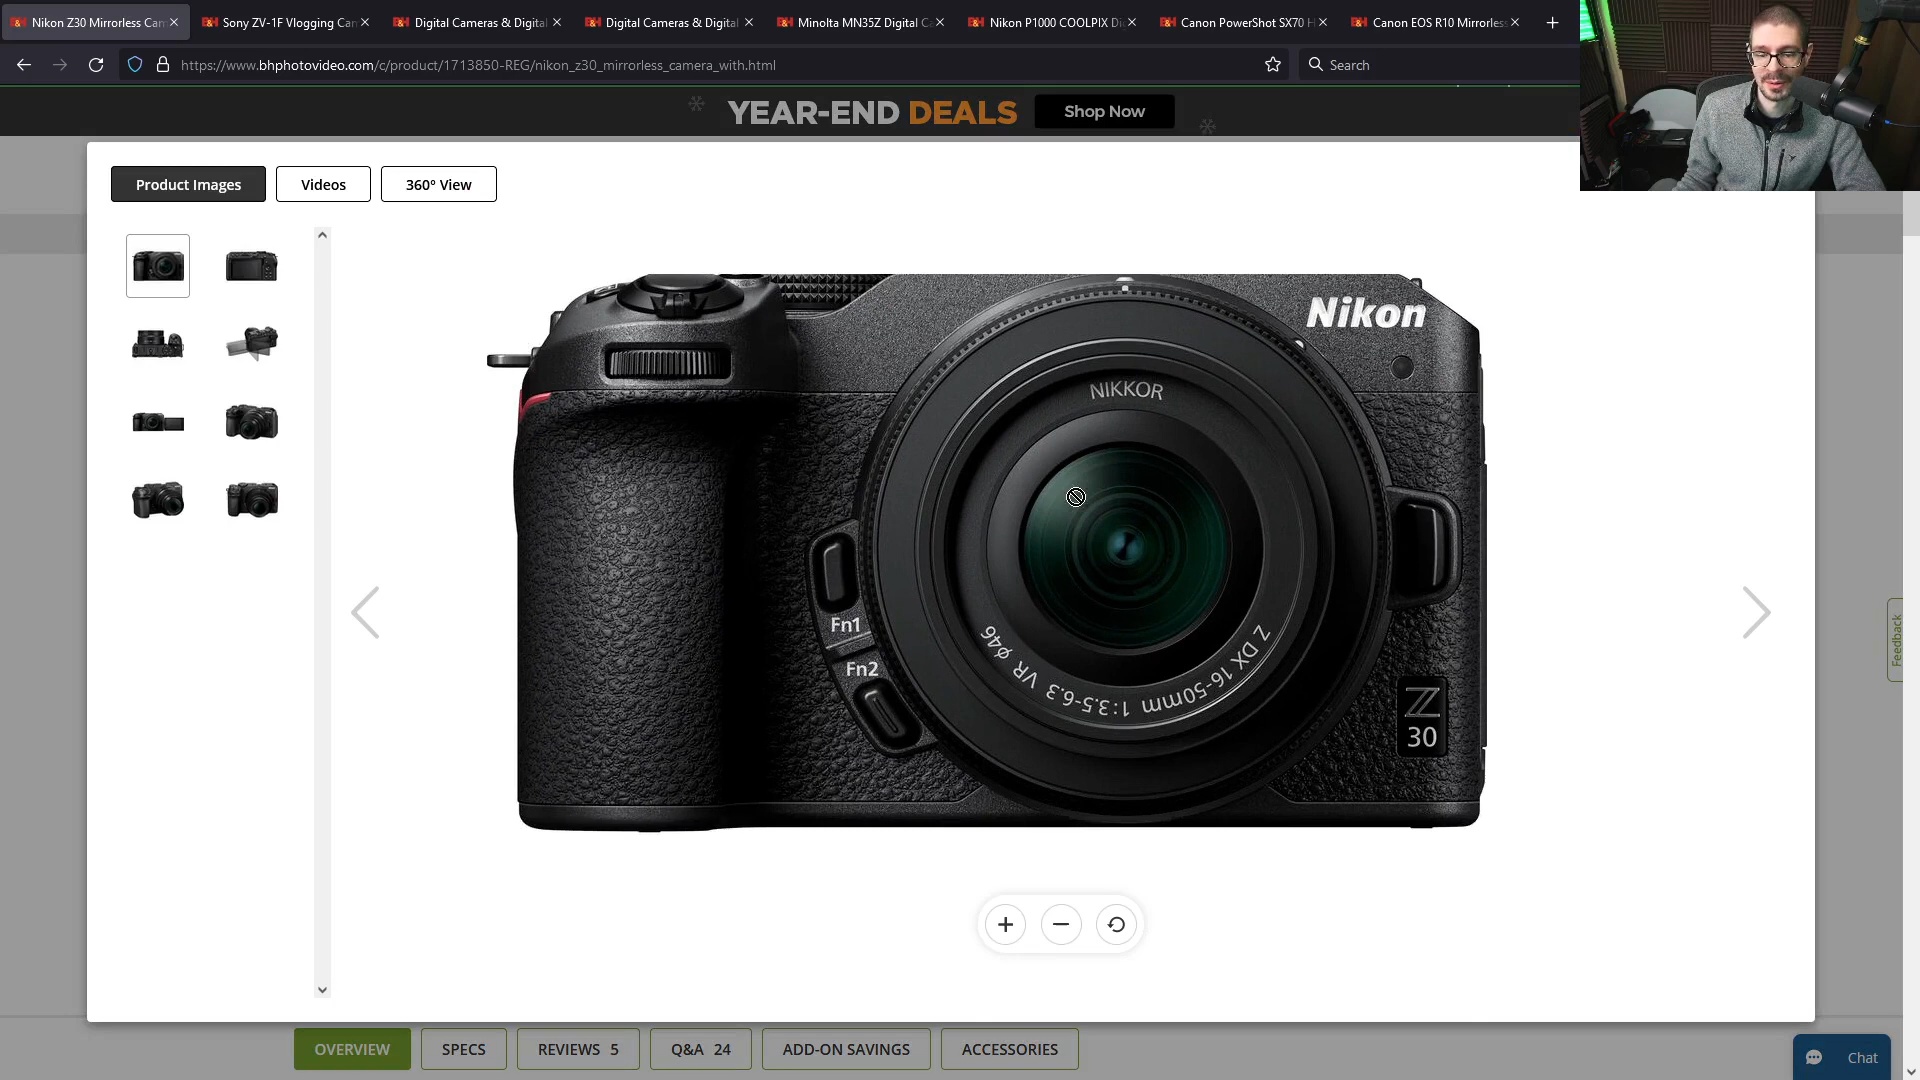 Nikon Z30 Mirrorless Cam
Sony ZV-1F Vlogging Can
Digital Cameras & Digital
Digital Cameras & Digital
Minolta MN35Z Digital C
Nikon P1000 COOLPIX Di
Canon PowerShot SX70 H
Canon EOS R10 Mirrorles
https://www.bhphotovideo.com/c/product/1713850-REG/nikon_z30_mirrorless_camera_with.html
Search
YEAR-END DEALS
Shop Now
Product Images
Videos
360° View
Nikon
NIKKOR
Fn1
Fn2
Z DX 16-50mm 1:3.5-6.3 VR ø46
Z
30
Feedback
OVERVIEW
SPECS
REVIEWS 5
Q&A 24
ADD-ON SAVINGS
ACCESSORIES
Chat